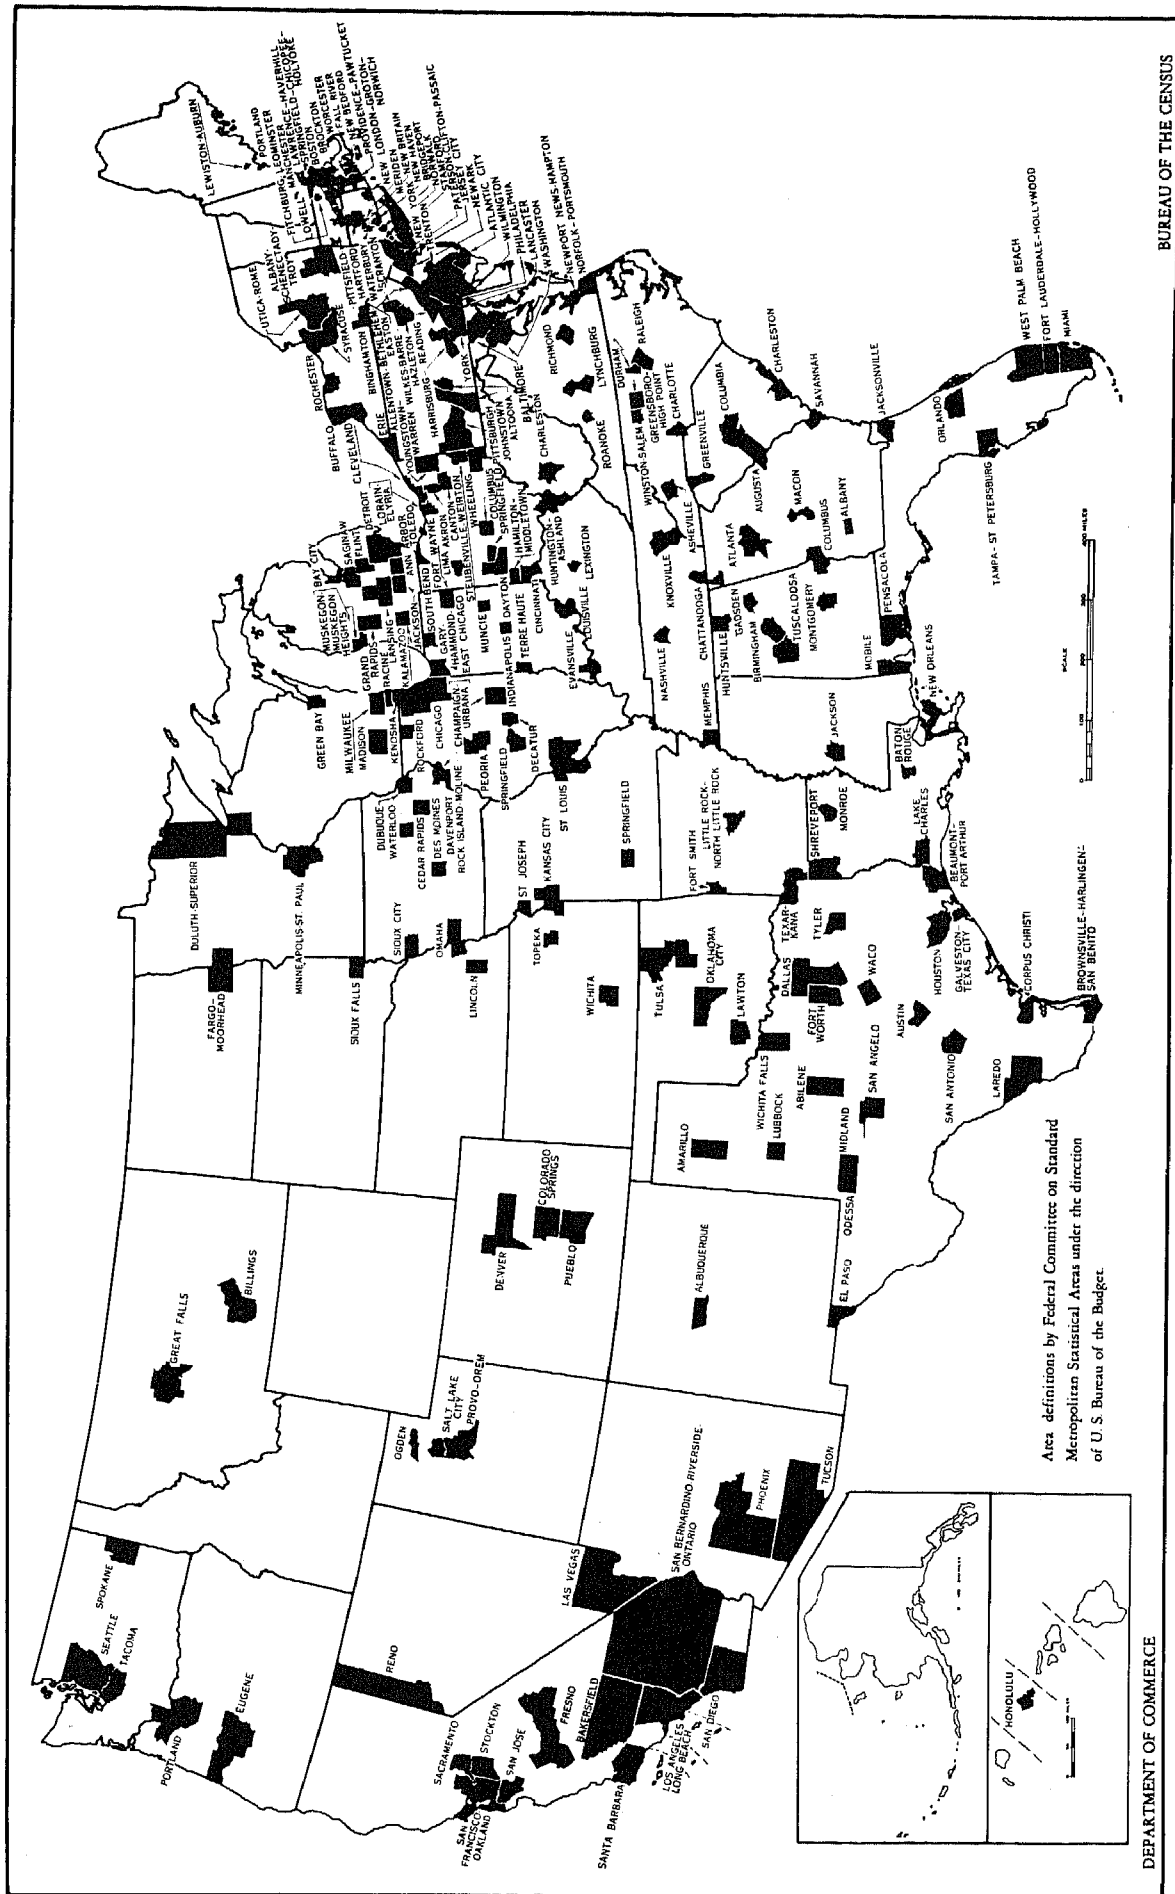 BUREAU OF THE CENSUS
LEWISTON-AUBURN
PORTLAND
FITCHBURG-LEOMINSTER
MANCHESTER
LAWRENCE-HAVERHILL
LOWELL
SPRINGFIELD-CHICOPEE-
HOLYOKE
BOSTON
BROCKTON
WORCESTER
FALL RIVER
NEW BEDFORD
PROVIDENCE-PAWTUCKET
NEW LONDON-GROTON-
NORWICH
MERIDEN
NEW BRITAIN
NEW HAVEN
NEW YORK
BRIDGEPORT
NORWALK
STAMFORD
PATERSON-CLIFTON-PASSAIC
JERSEY CITY
NEWARK
TRENTON
ATLANTIC CITY
WILMINGTON
PHILADELPHIA
LANCASTER
WASHINGTON
NEWPORT NEWS-HAMPTON
NORFOLK-PORTSMOUTH
UTICA-ROME
ALBANY-
SCHENECTADY-
TROY
SYRACUSE
PITTSFIELD
HARTFORD
WATERBURY
SCRANTON
ROCHESTER
BINGHAMTON
BUFFALO
ERIE
ALLENTOWN-BETHLEHEM
EASTON
WILKES-BARRE
HAZLETON
READING
CLEVELAND
YOUNGSTOWN-
WARREN
HARRISBURG
YORK
BALTIMORE
PITTSBURGH
JOHNSTOWN
ALTOONA
RICHMOND
LYNCHBURG
ROANOKE
CHARLESTON
DETROIT
LORAIN
ELYRIA
ANN ARBOR
TOLEDO
BAY CITY
SAGINAW
FLINT
MUSKEGON
MUSKEGON
HEIGHTS
GRAND
RAPIDS
LANSING
KALAMAZOO
JACKSON
SOUTH BEND
FORT WAYNE
LIMA
AKRON
CANTON
STEUBENVILLE-WEIRTON
WHEELING
COLUMBUS
SPRINGFIELD
HAMILTON-
MIDDLETOWN
DAYTON
CINCINNATI
HUNTINGTON
ASHLAND
LEXINGTON
LOUISVILLE
EVANSVILLE
TERRE HAUTE
INDIANAPOLIS
MUNCIE
GARY-
HAMMOND-
EAST CHICAGO
GREEN BAY
MILWAUKEE
MADISON
RACINE
KENOSHA
ROCKFORD
CHICAGO
CHAMPAIGN-
URBANA
PEORIA
SPRINGFIELD
DECATUR
ST LOUIS
DUBUQUE
WATERLOO
CEDAR RAPIDS
DES MOINES
DAVENPORT
ROCK ISLAND-MOLINE
DULUTH-SUPERIOR
MINNEAPOLIS-ST. PAUL
FARGO-
MOORHEAD
SIOUX FALLS
SIOUX CITY
OMAHA
LINCOLN
ST JOSEPH
KANSAS CITY
TOPEKA
WICHITA
SPRINGFIELD
DURHAM
RALEIGH
GREENSBORO-
HIGH POINT
WINSTON-SALEM
CHARLOTTE
ASHEVILLE
GREENVILLE
COLUMBIA
CHARLESTON
SAVANNAH
AUGUSTA
MACON
ATLANTA
COLUMBUS
ALBANY
JACKSONVILLE
ORLANDO
WEST PALM BEACH
FORT LAUDERDALE-HOLLYWOOD
MIAMI
TAMPA-ST PETERSBURG
KNOXVILLE
CHATTANOOGA
NASHVILLE
MEMPHIS
HUNTSVILLE
GADSDEN
BIRMINGHAM
TUSCALOOSA
MONTGOMERY
MOBILE
PENSACOLA
JACKSON
NEW ORLEANS
BATON
ROUGE
LAKE
CHARLES
SHREVEPORT
MONROE
FORT SMITH
LITTLE ROCK-
NORTH LITTLE ROCK
TEXAR-
KANA
TYLER
BEAUMONT-
PORT ARTHUR
HOUSTON
GALVESTON-
TEXAS CITY
CORPUS CHRISTI
BROWNSVILLE-HARLINGEN-
SAN BENITO
TULSA
OKLAHOMA
CITY
LAWTON
DALLAS
FORT
WORTH
WACO
AUSTIN
SAN ANTONIO
LAREDO
WICHITA FALLS
ABILENE
SAN ANGELO
AMARILLO
LUBBOCK
MIDLAND
ODESSA
EL PASO
ALBUQUERQUE
DENVER
COLORADO
SPRINGS
PUEBLO
GREAT FALLS
BILLINGS
OGDEN
SALT LAKE
CITY
PROVO-OREM
PHOENIX
TUCSON
LAS VEGAS
RENO
SAN BERNARDINO-RIVERSIDE-
ONTARIO
SPOKANE
SEATTLE
TACOMA
PORTLAND
EUGENE
SACRAMENTO
STOCKTON
SAN JOSE
SAN
FRANCISCO
OAKLAND
FRESNO
BAKERSFIELD
SANTA BARBARA
LOS ANGELES
LONG BEACH
SAN DIEGO
HONOLULU
SCALE
0 100 200 300 400 MILES
Area definitions by Federal Committee on Standard
Metropolitan Statistical Areas under the direction
of U. S. Bureau of the Budget.
DEPARTMENT OF COMMERCE